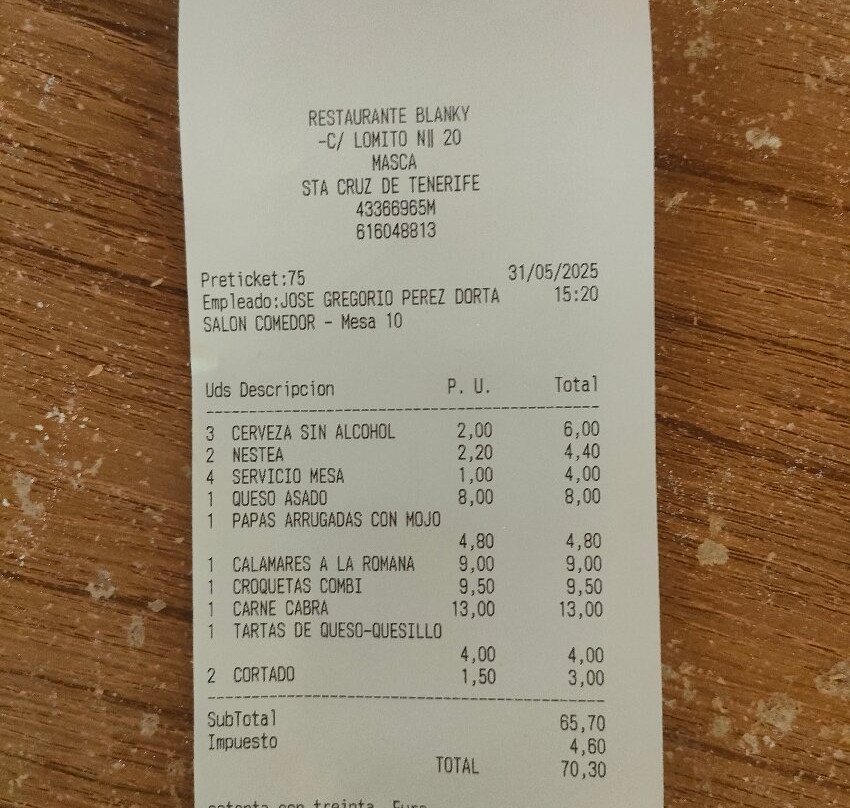 RESTAURANTE BLANKY
-C/ LOMITO Nǁ 20
MASCA
STA CRUZ DE TENERIFE
43366965M
616048813
Preticket:75 31/05/2025
Empleado:JOSE GREGORIO PEREZ DORTA 15:20
SALON COMEDOR - Mesa 10
Uds Descripcion P. U. Total
3 CERVEZA SIN ALCOHOL 2,00 6,00
2 NESTEA 2,20 4,40
4 SERVICIO MESA 1,00 4,00
1 QUESO ASADO 8,00 8,00
1 PAPAS ARRUGADAS CON MOJO
4,80 4,80
1 CALAMARES A LA ROMANA 9,00 9,00
1 CROQUETAS COMBI 9,50 9,50
1 CARNE CABRA 13,00 13,00
1 TARTAS DE QUESO-QUESILLO
4,00 4,00
2 CORTADO 1,50 3,00
SubTotal 65,70
Impuesto 4,60
TOTAL 70,30
setenta con treinta Euro